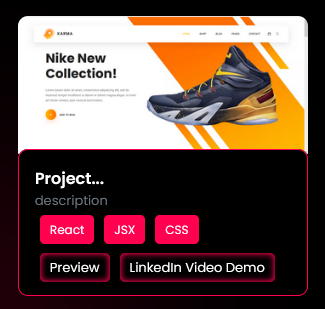 KARMA
HOME SHOP BLOG PAGES CONTACT
Nike New
Collection!
ADD TO BAG
Project...
description
React JSX CSS
Preview LinkedIn Video Demo